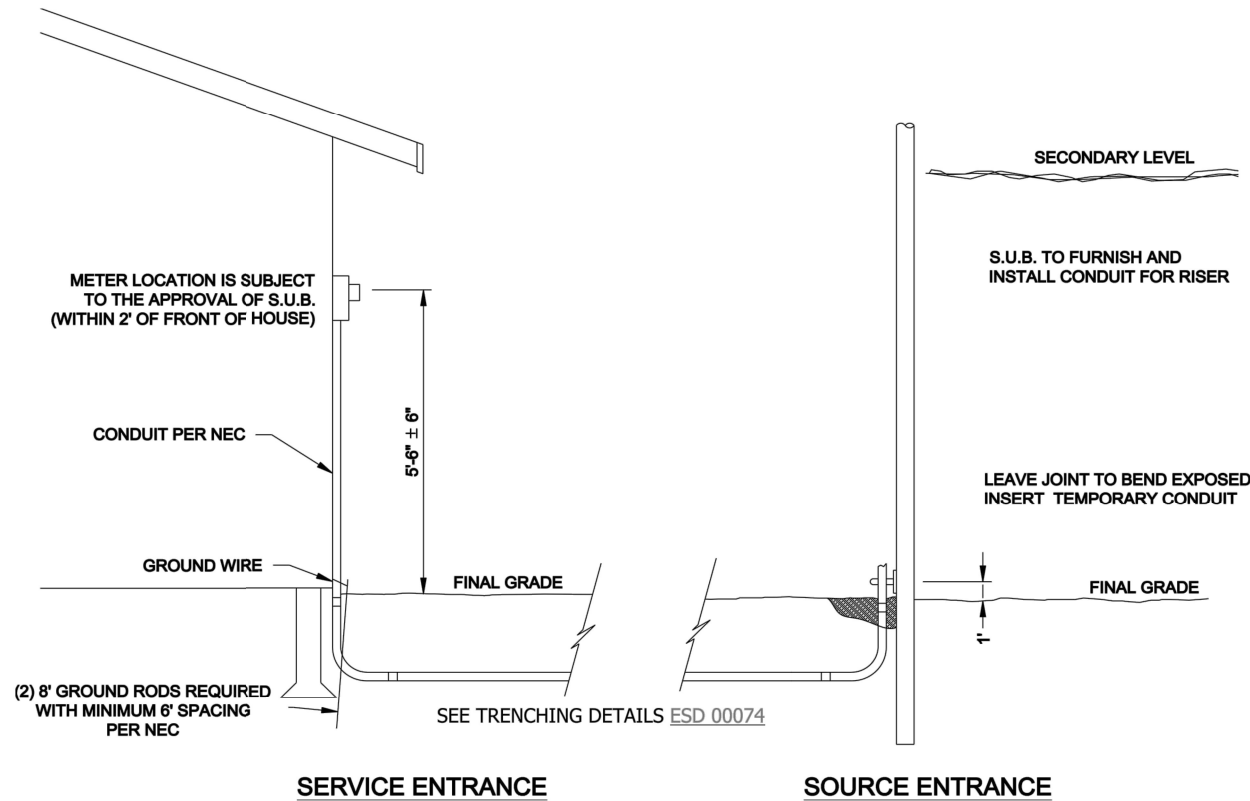 SECONDARY LEVEL
METER LOCATION IS SUBJECT
TO THE APPROVAL OF S.U.B.
(WITHIN 2' OF FRONT OF HOUSE)
S.U.B. TO FURNISH AND
INSTALL CONDUIT FOR RISER
5'-6" ± 6"
CONDUIT PER NEC
LEAVE JOINT TO BEND EXPOSED
INSERT TEMPORARY CONDUIT
GROUND WIRE
FINAL GRADE
FINAL GRADE
1'
(2) 8' GROUND RODS REQUIRED
WITH MINIMUM 6' SPACING
PER NEC
SEE TRENCHING DETAILS ESD 00074
SERVICE ENTRANCE
SOURCE ENTRANCE